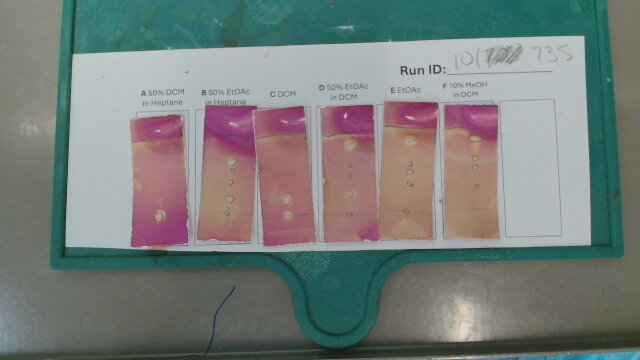 Run ID: 735
A 50% DCM
in Heptane
B 50% EtOAc
in Heptane
C DCM
D 50% EtOAc
in DCM
E EtOAc
F 10% MeOH
in DCM